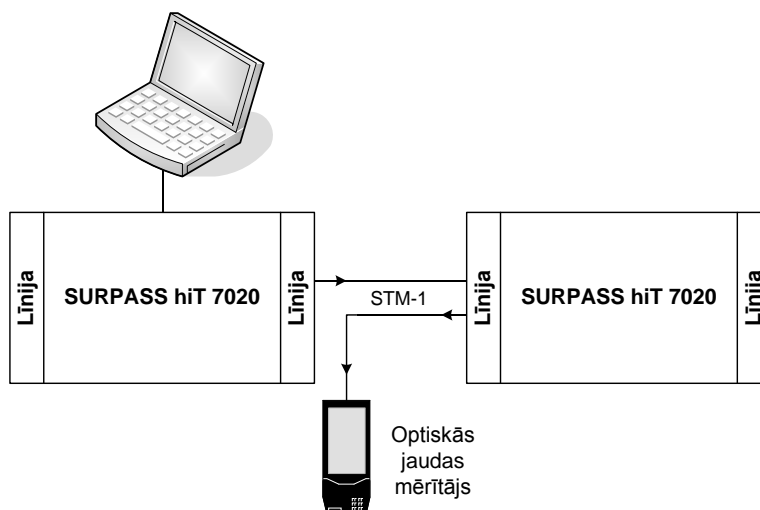 Līnija
SURPASS hiT 7020
Līnija
STM-1
Līnija
SURPASS hiT 7020
Līnija
Optiskās
jaudas
mērītājs